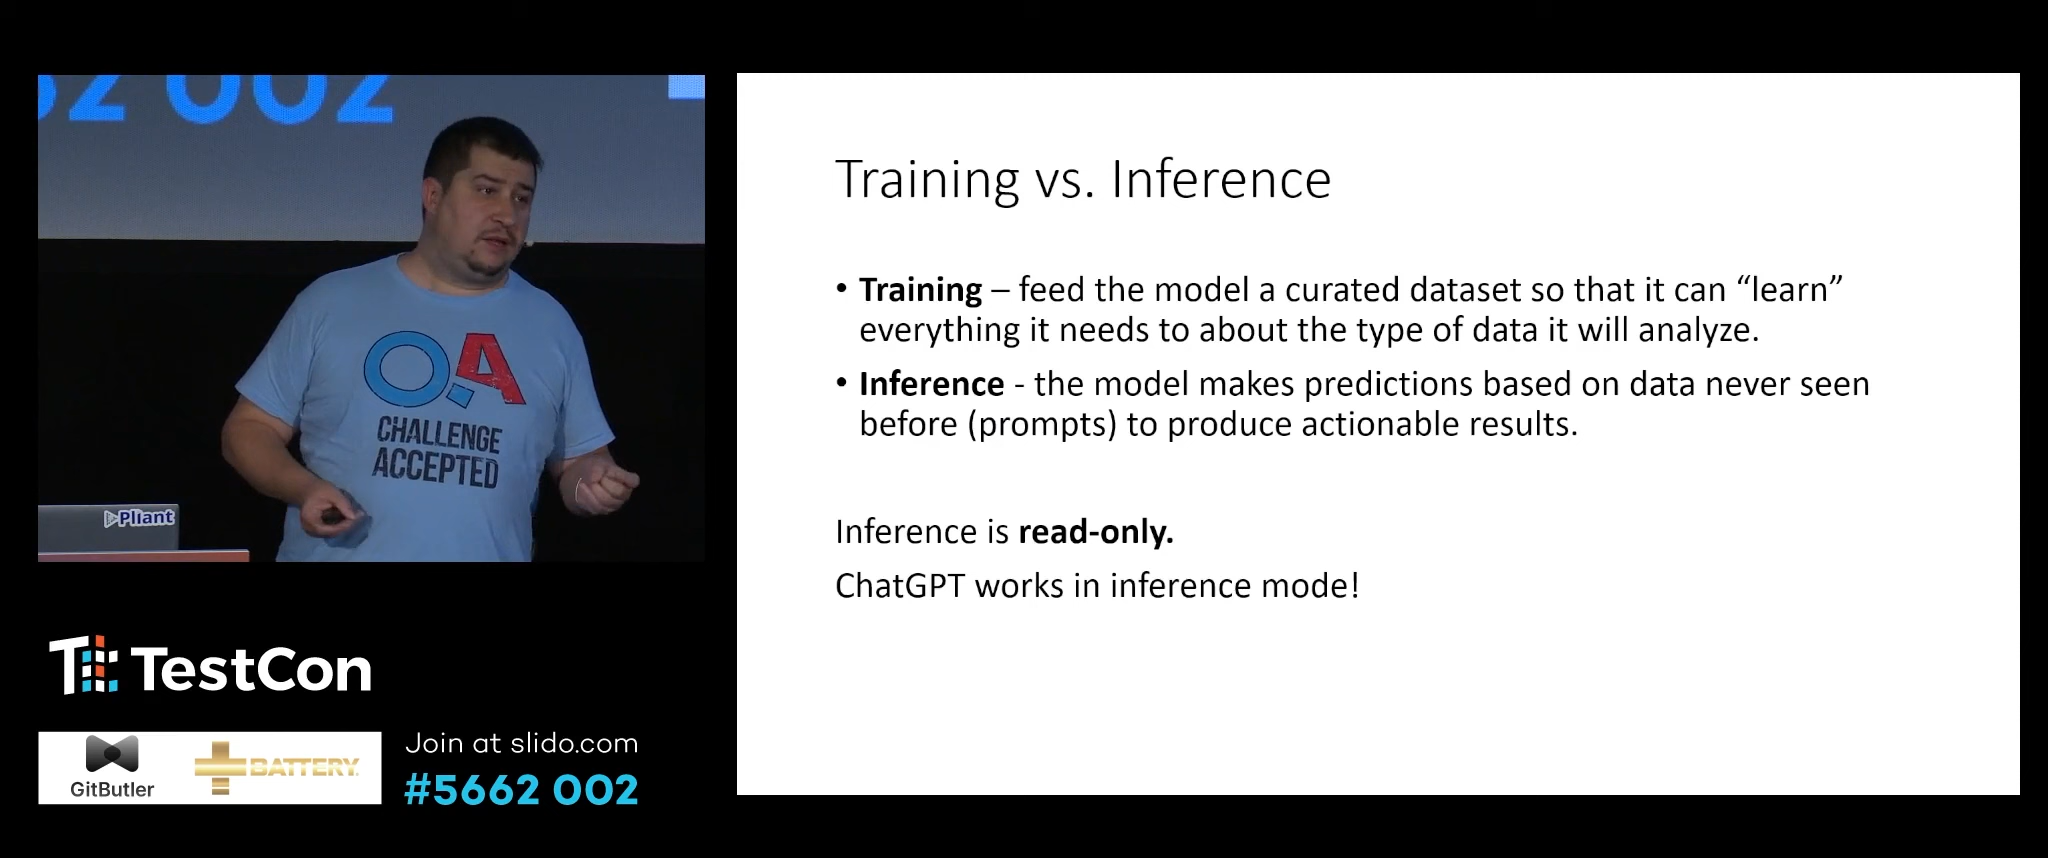 62 002
QA
CHALLENGE
ACCEPTED
Pliant
TestCon
GitButler
BATTERY
Join at slido.com
#5662 002
Training vs. Inference
• Training – feed the model a curated dataset so that it can “learn”
everything it needs to about the type of data it will analyze.
• Inference - the model makes predictions based on data never seen
before (prompts) to produce actionable results.
Inference is read-only.
ChatGPT works in inference mode!